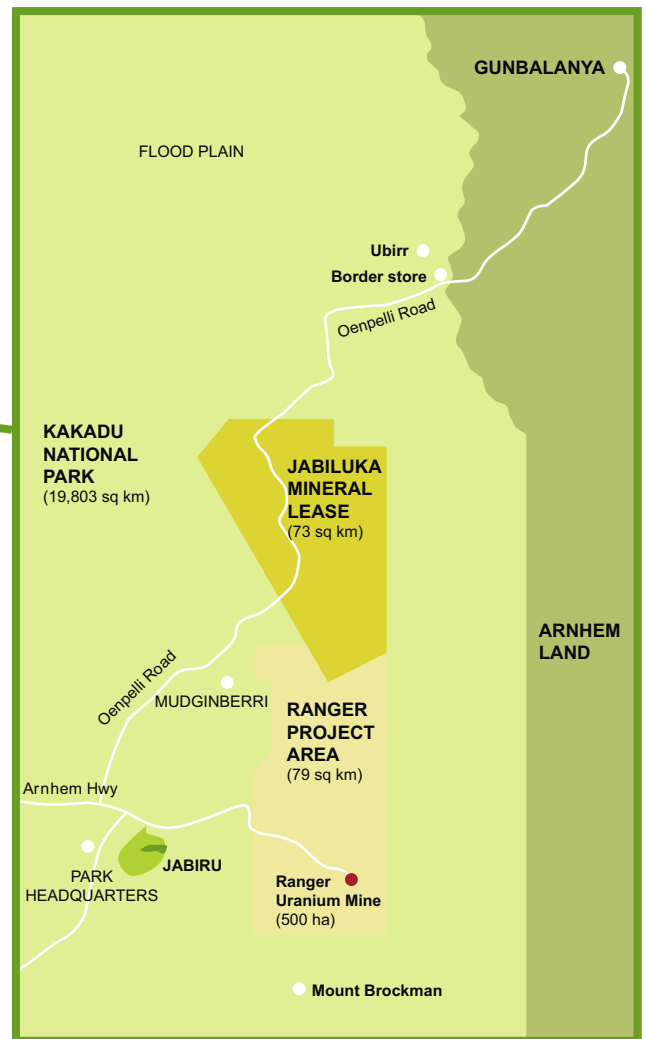 GUNBALANYA
FLOOD PLAIN
Ubirr
Border store
Oenpelli Road
KAKADU
NATIONAL
PARK
(19,803 sq km)
JABILUKA
MINERAL
LEASE
(73 sq km)
ARNHEM
LAND
Oenpelli Road
MUDGINBERRI
RANGER
PROJECT
AREA
(79 sq km)
Arnhem Hwy
JABIRU
PARK
HEADQUARTERS
Ranger
Uranium Mine
(500 ha)
Mount Brockman